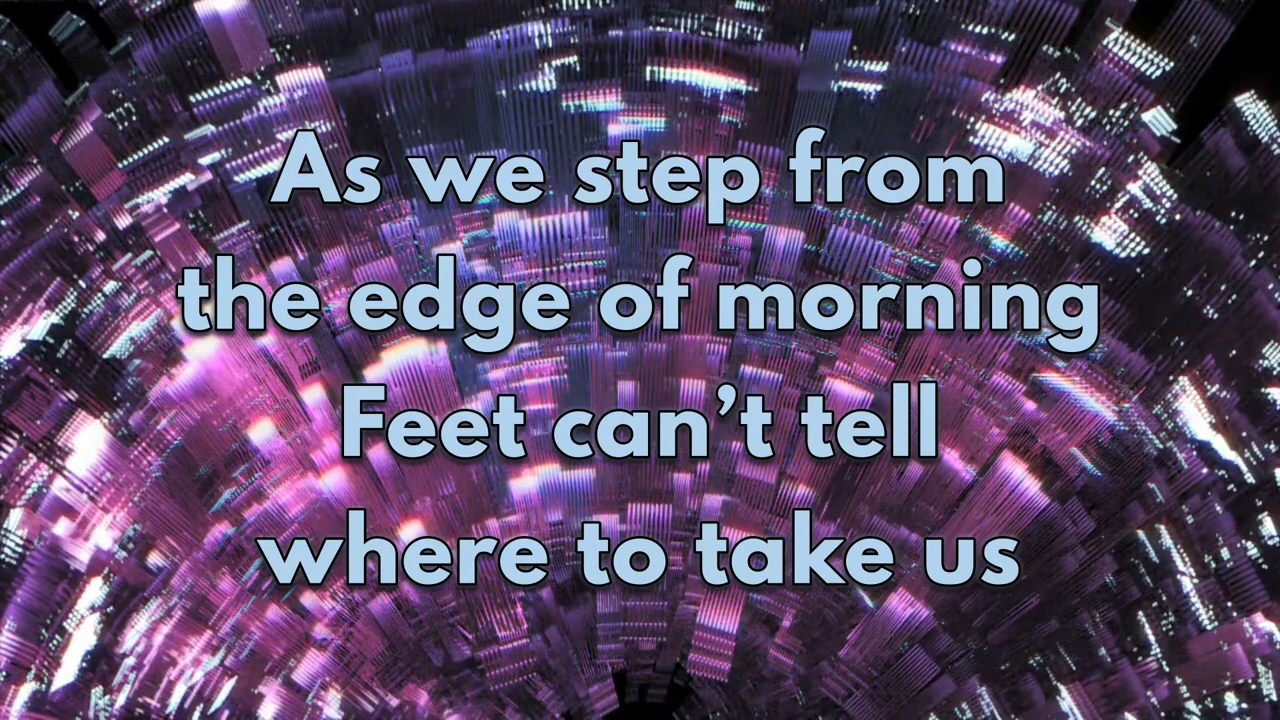 As we step from
the edge of morning
Feet can’t tell
where to take us